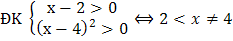 ĐK { x − 2 > 0
(x − 4)² > 0 ⇔ 2 < x ≠ 4